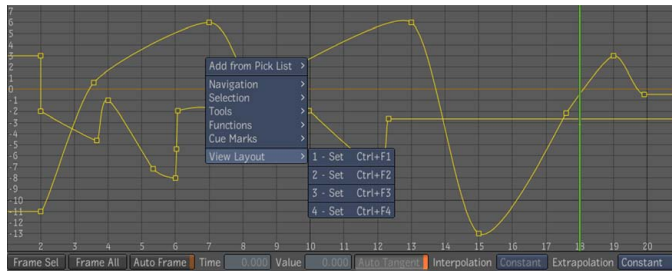 7
6
5
4
3
2
1
0
-1
-2
-3
-4
-5
-6
-7
-8
-9
-10
-11
-12
-13
Add from Pick List >
Navigation >
Selection >
Tools >
Functions >
Cue Marks >
View Layout >
1 - Set Ctrl+F1
2 - Set Ctrl+F2
3 - Set Ctrl+F3
4 - Set Ctrl+F4
2 3 4 5 6 7 8 9 10 11 12 13 14 15 16 17 18 19 20
Frame Sel Frame All Auto Frame Time 0.000 Value 0.000 Auto Tangent Interpolation Constant Extrapolation Constant